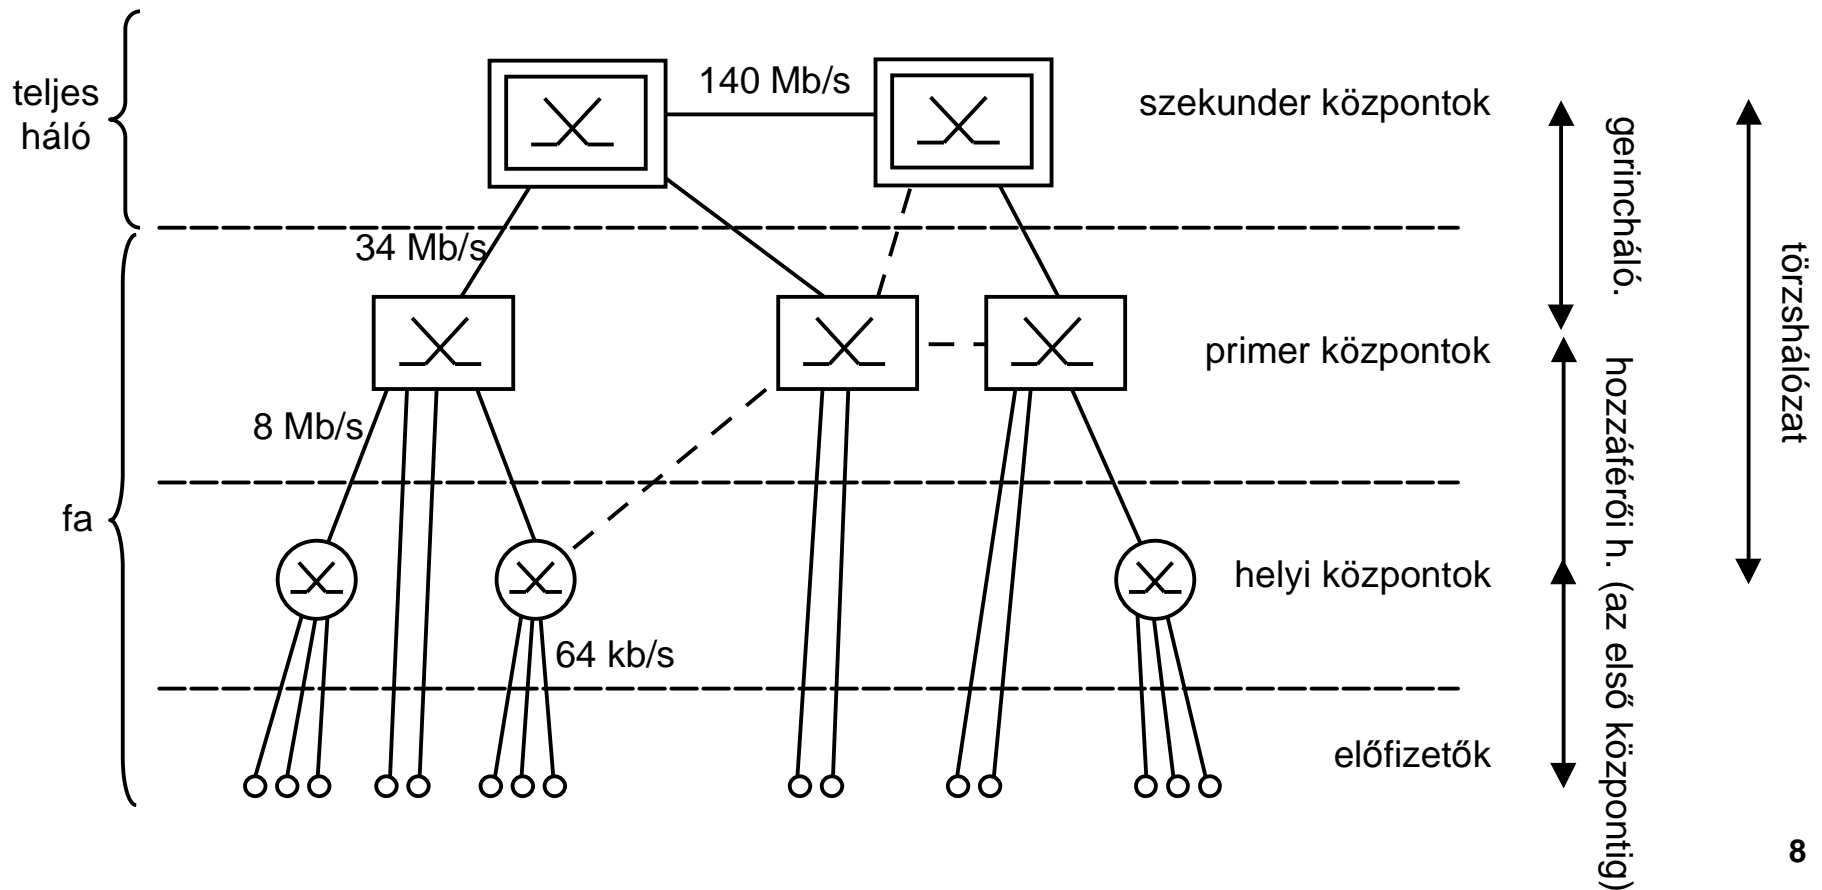 teljes
háló
140 Mb/s
szekunder központok
34 Mb/s
primer központok
8 Mb/s
fa
helyi központok
64 kb/s
előfizetők
gerincháló.
hozzáférői h. (az első központig)
törzshálózat
8